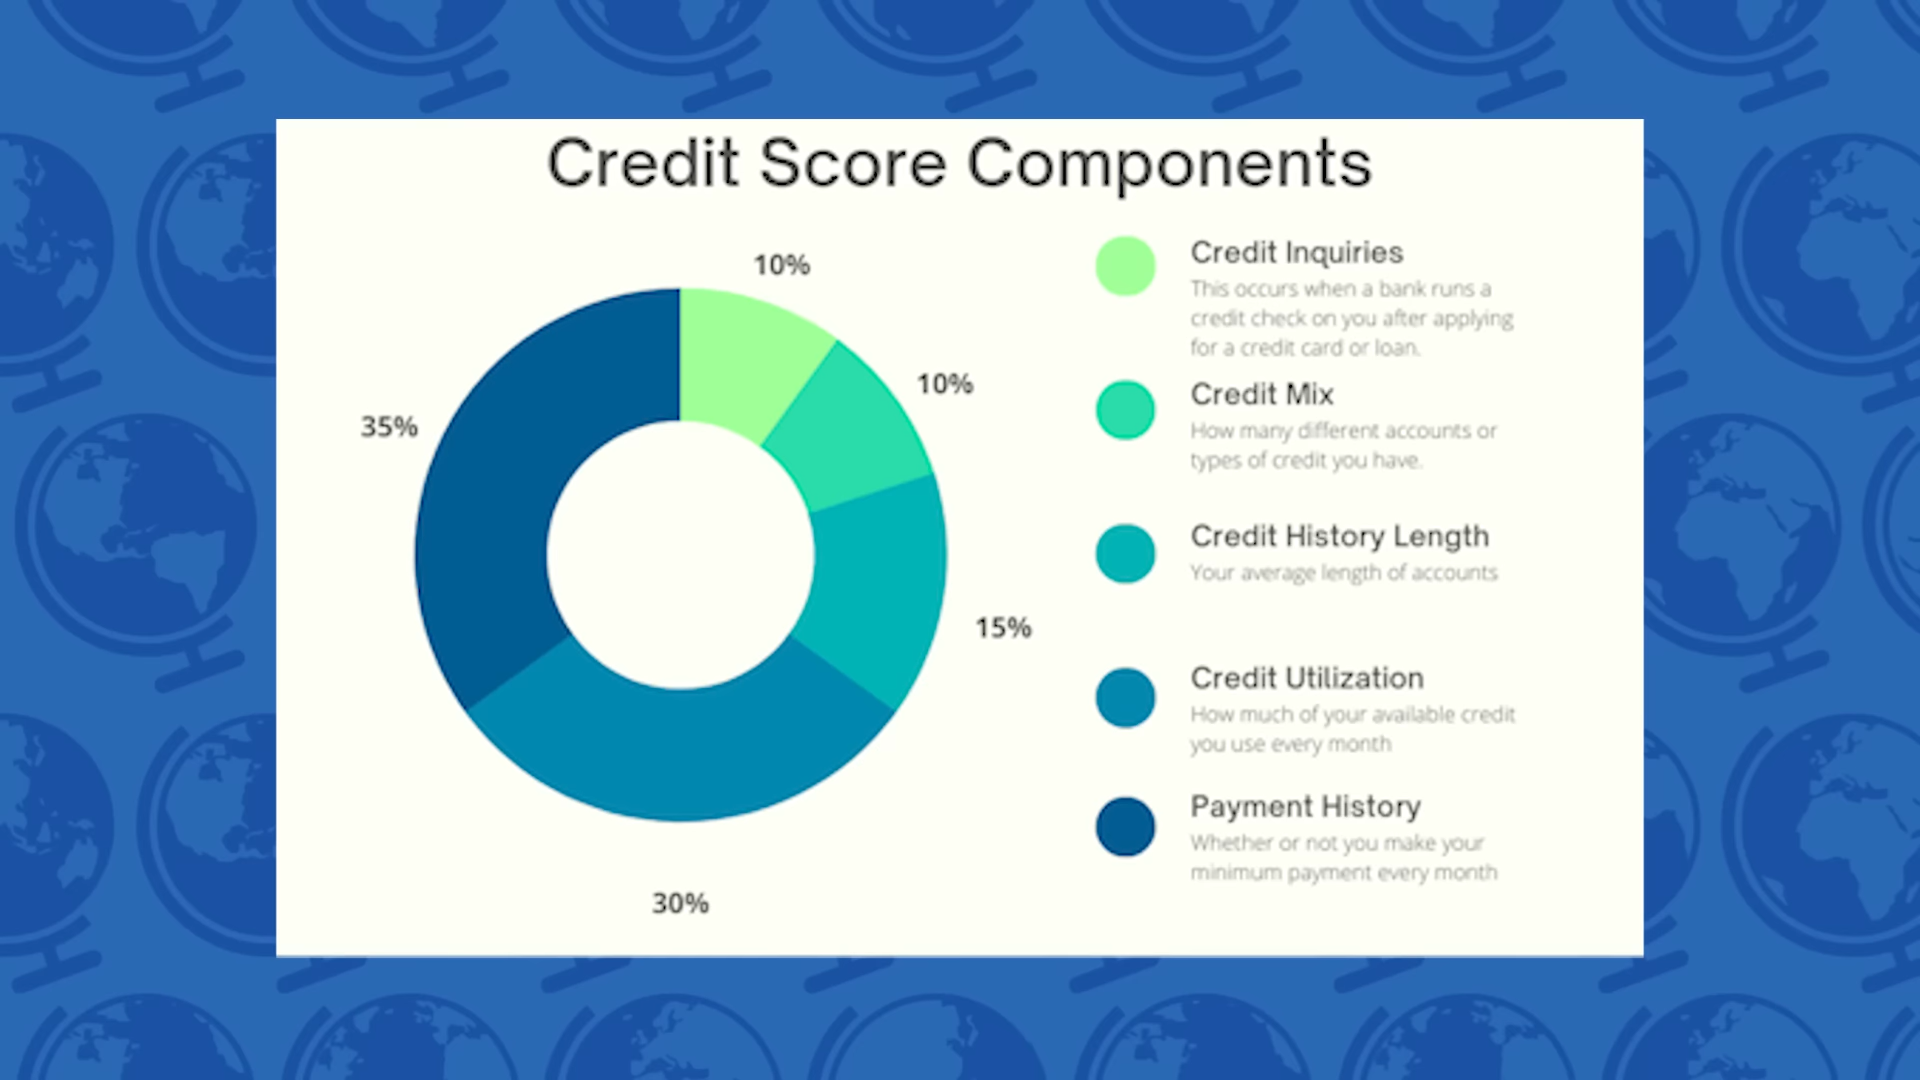 Credit Score Components
10%
10%
15%
30%
35%
Credit Inquiries
This occurs when a bank runs a
credit check on you after applying
for a credit card or loan.
Credit Mix
How many different accounts or
types of credit you have.
Credit History Length
Your average length of accounts
Credit Utilization
How much of your available credit
you use every month
Payment History
Whether or not you make your
minimum payment every month